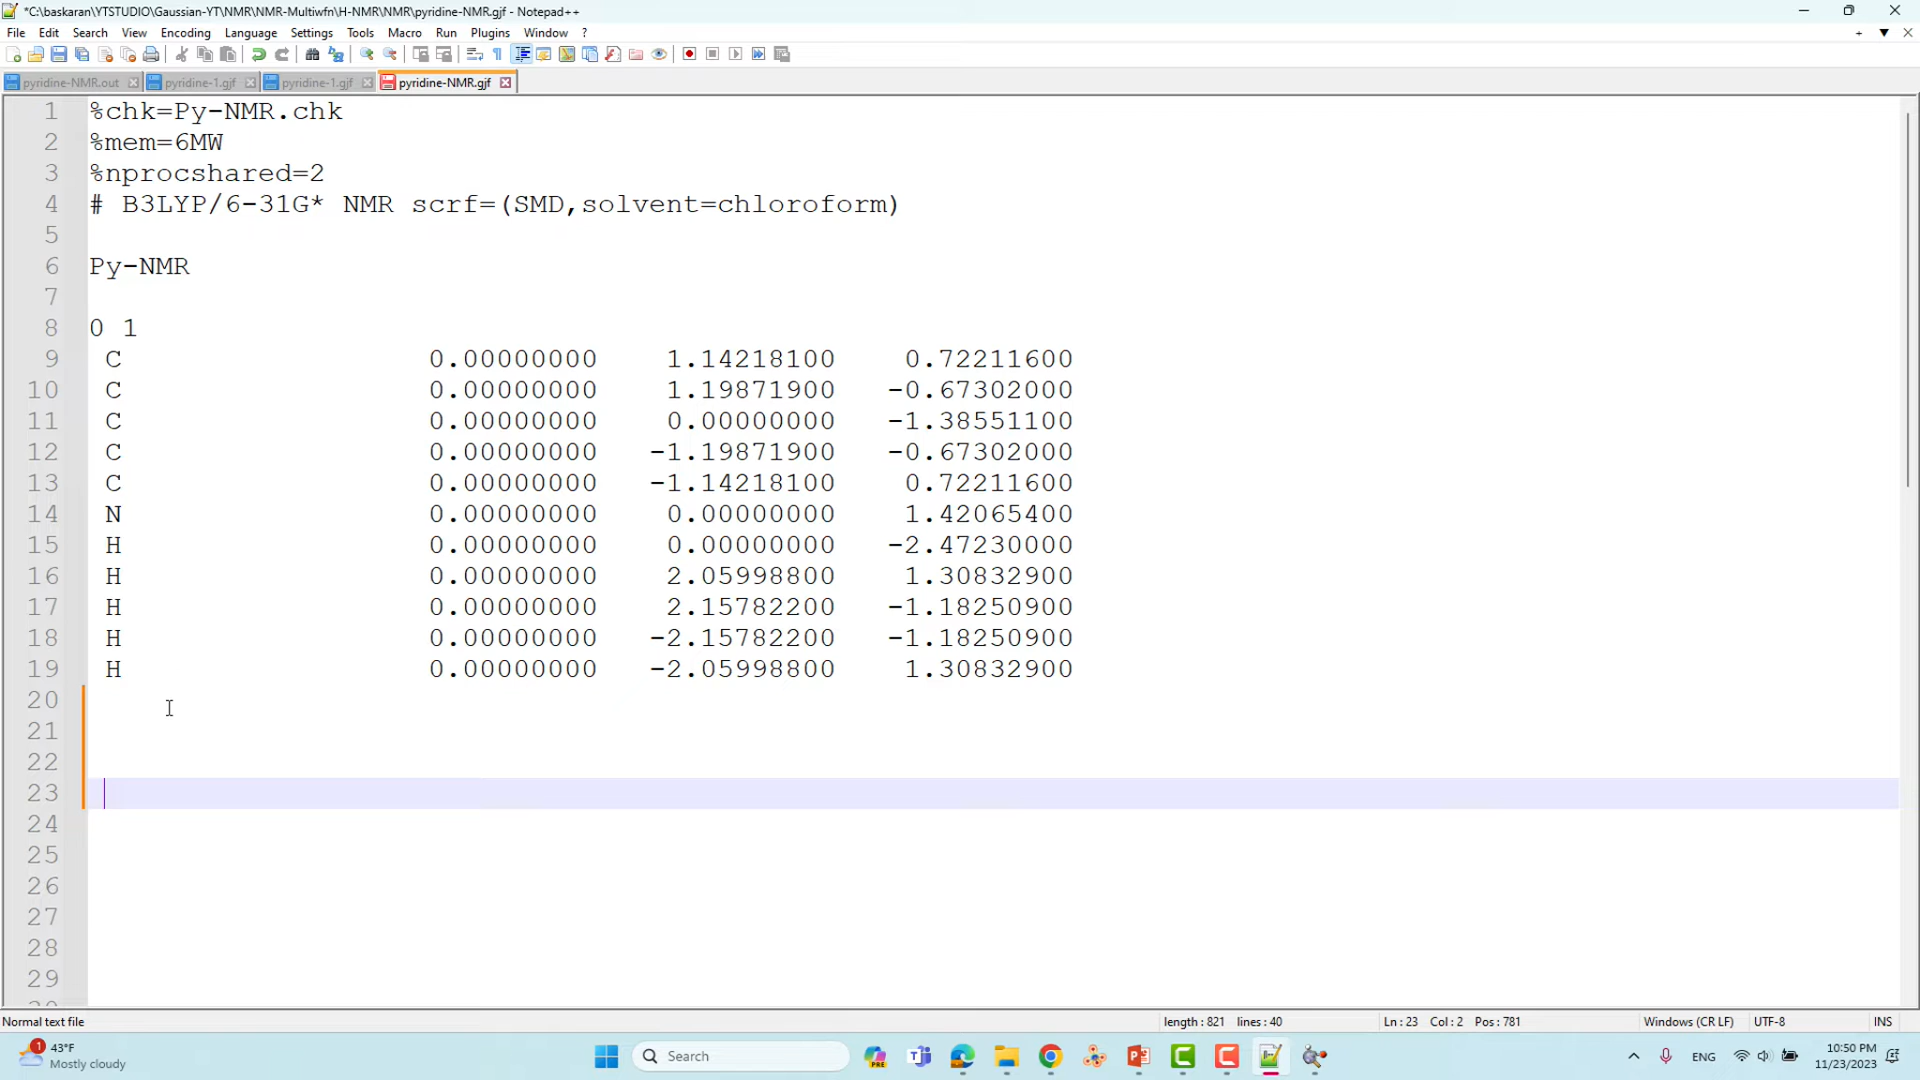 *C:\baskaran\YTSTUDIO\Gaussian-YT\NMR\NMR-Multiwfn\H-NMR\NMR\pyridine-NMR.gjf - Notepad++
File Edit Search View Encoding Language Settings Tools Macro Run Plugins Window ?
pyridine-NMR.out pyridine-1.gjf pyridine-1.gjf pyridine-NMR.gjf
1 %chk=Py-NMR.chk
2 %mem=6MW
3 %nprocshared=2
4 # B3LYP/6-31G* NMR scrf=(SMD,solvent=chloroform)
5
6 Py-NMR
7
8 0 1
9 C 0.00000000 1.14218100 0.72211600
10 C 0.00000000 1.19871900 -0.67302000
11 C 0.00000000 0.00000000 -1.38551100
12 C 0.00000000 -1.19871900 -0.67302000
13 C 0.00000000 -1.14218100 0.72211600
14 N 0.00000000 0.00000000 1.42065400
15 H 0.00000000 0.00000000 -2.47230000
16 H 0.00000000 2.05998800 1.30832900
17 H 0.00000000 2.15782200 -1.18250900
18 H 0.00000000 -2.15782200 -1.18250900
19 H 0.00000000 -2.05998800 1.30832900
20
21
22
23
24
25
26
27
28
29
Normal text file length : 821 lines : 40 Ln : 23 Col : 2 Pos : 781 Windows (CR LF) UTF-8 INS
1 43°F
Mostly cloudy
Search
ENG
10:50 PM
11/23/2023